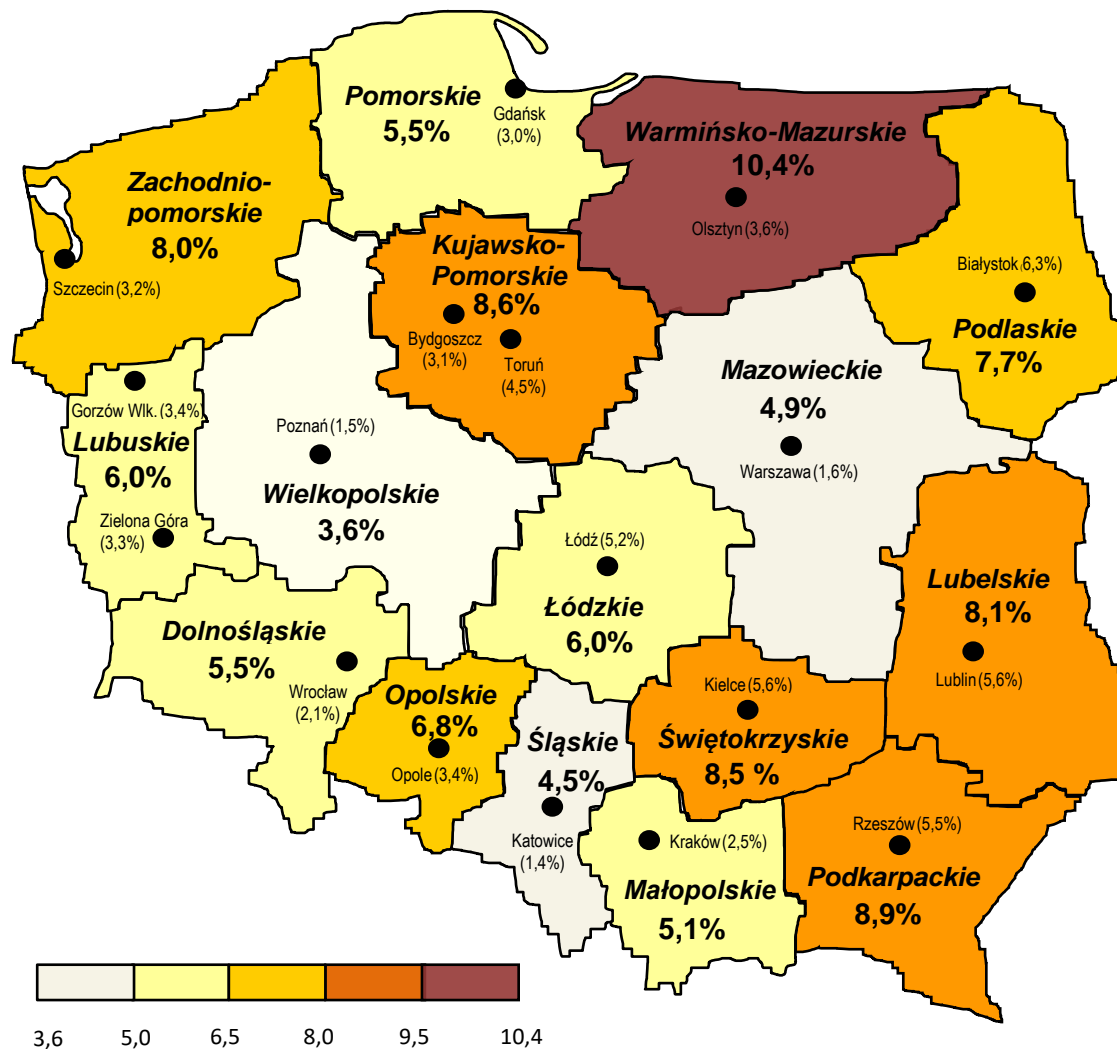 Pomorskie
5,5%
Gdańsk
(3,0%)
Warmińsko-Mazurskie
10,4%
Olsztyn (3,6%)
Zachodnio-
pomorskie
8,0%
Szczecin (3,2%)
Kujawsko-
Pomorskie
8,6%
Bydgoszcz
(3,1%)
Toruń
(4,5%)
Białystok (6,3%)
Podlaskie
7,7%
Mazowieckie
4,9%
Warszawa (1,6%)
Gorzów Wlk. (3,4%
Lubuskie
6,0%
Zielona Góra
(3,3%)
Poznań (1,5%)
Wielkopolskie
3,6%
Łódź (5,2%)
Łódzkie
6,0%
Lubelskie
8,1%
Lublin (5,6%)
Dolnośląskie
5,5%
Wrocław
(2,1%)
Opolskie
6,8%
Opole (3,4%)
Śląskie
4,5%
Katowice
(1,4%)
Kielce (5,6%)
Świętokrzyskie
8,5 %
Kraków (2,5%)
Małopolskie
5,1%
Rzeszów (5,5%)
Podkarpackie
8,9%
3,6 5,0 6,5 8,0 9,5 10,4